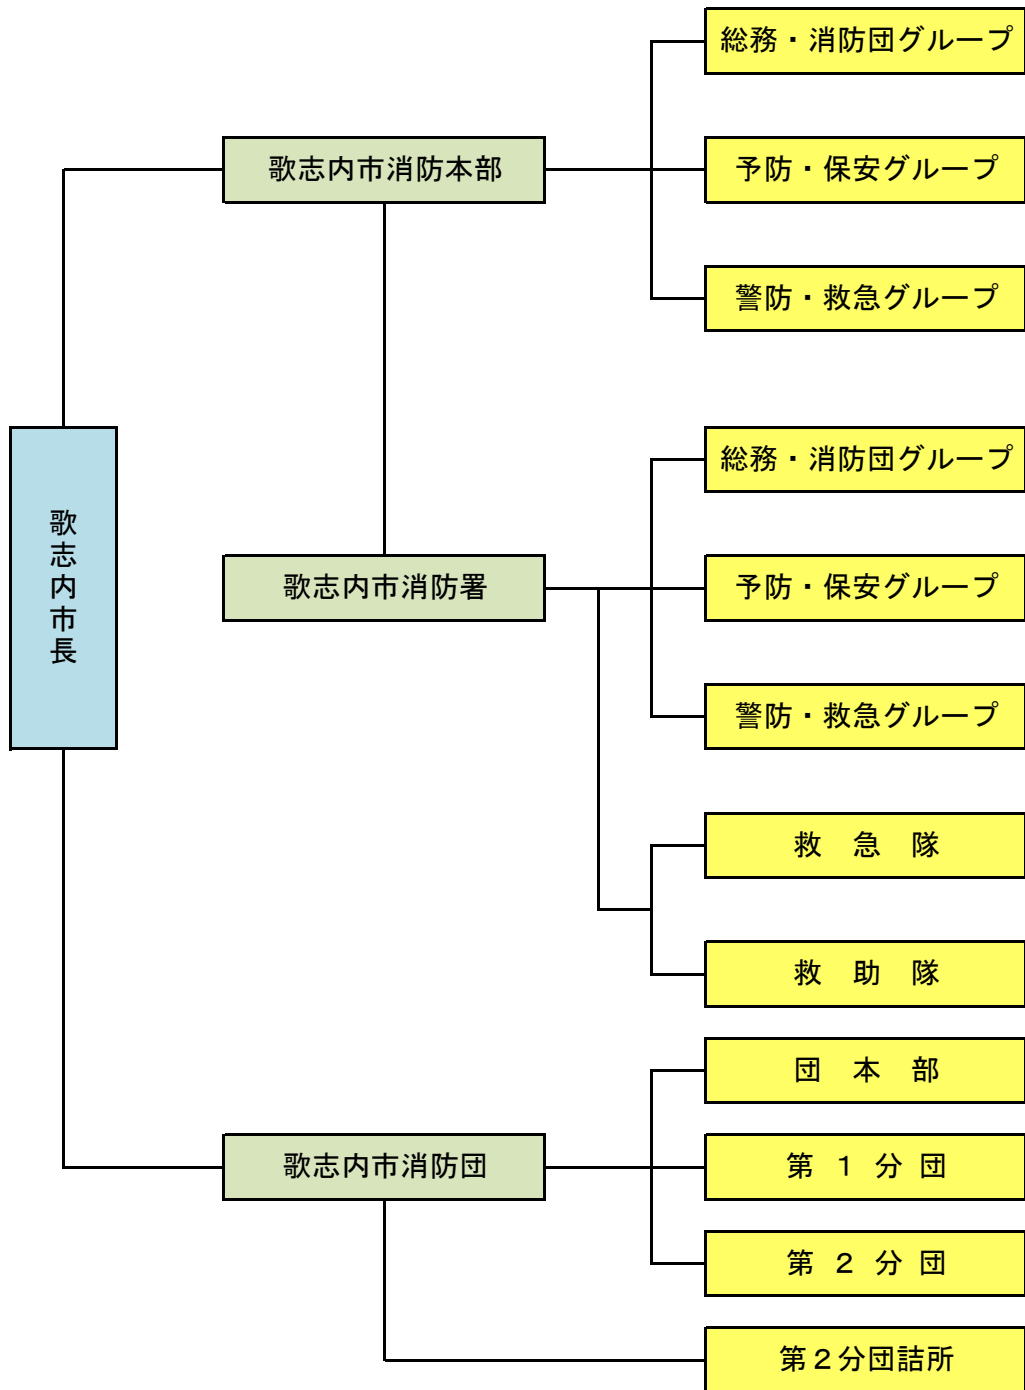 総務・消防団グループ
歌志内市消防本部
予防・保安グループ
警防・救急グループ
歌志内市長
総務・消防団グループ
歌志内市消防署
予防・保安グループ
警防・救急グループ
救　急　隊
救　助　隊
団　本　部
歌志内市消防団
第　１　分　団
第　２　分　団
第２分団詰所